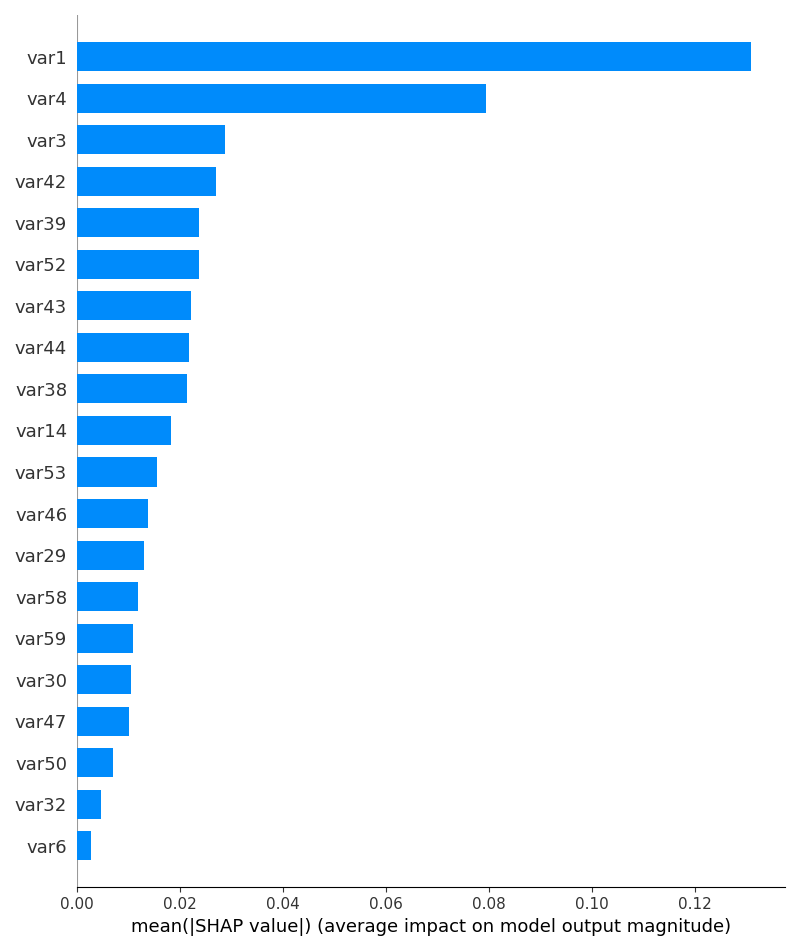 var1
var4
var3
var42
var39
var52
var43
var44
var38
var14
var53
var46
var29
var58
var59
var30
var47
var50
var32
var6
0.00 0.02 0.04 0.06 0.08 0.10 0.12
mean(|SHAP value|) (average impact on model output magnitude)